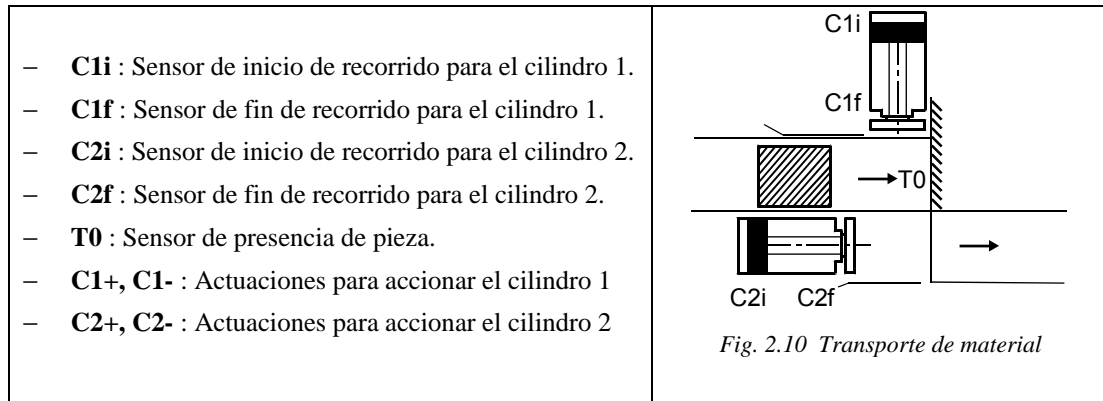 – C1i : Sensor de inicio de recorrido para el cilindro 1.
– C1f : Sensor de fin de recorrido para el cilindro 1.
– C2i : Sensor de inicio de recorrido para el cilindro 2.
– C2f : Sensor de fin de recorrido para el cilindro 2.
– T0 : Sensor de presencia de pieza.
– C1+, C1- : Actuaciones para accionar el cilindro 1
– C2+, C2- : Actuaciones para accionar el cilindro 2
C1i
C1f
T0
C2i C2f
Fig. 2.10 Transporte de material